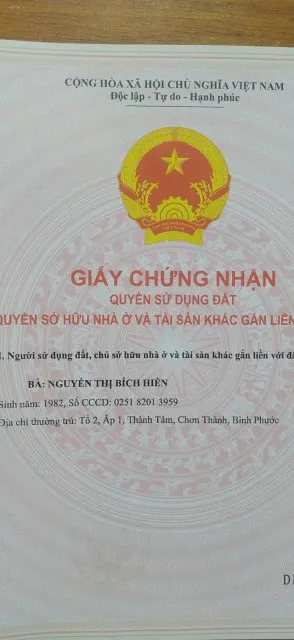 CỘNG HÒA XÃ HỘI CHỦ NGHĨA VIỆT NAM
Độc lập - Tự do - Hạnh phúc
GIẤY CHỨNG NHẬN
QUYỀN SỬ DỤNG ĐẤT
QUYỀN SỞ HỮU NHÀ Ở VÀ TÀI SẢN KHÁC GẮN LIỀN
I. Người sử dụng đất, chủ sở hữu nhà ở và tài sản khác gắn liền với
BÀ: NGUYỄN THỊ BÍCH HIỀN
Sinh năm: 1982, Số CCCD: 0251 8201 3959
Địa chỉ thường trú: Tổ 2, Ấp 1, Thành Tâm, Chơn Thành, Bình Phước